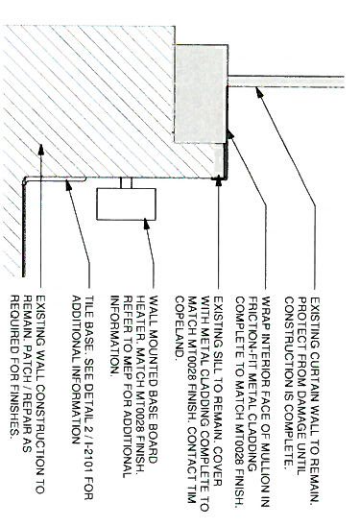 EXISTING CURTAIN WALL TO REMAIN.
PROTECT FROM DAMAGE UNTIL
CONSTRUCTION IS COMPLETE.
WRAP INTERIOR FACE OF MULLION IN
FRICTION-FIT METAL CLADDING
COMPLETE TO MATCH MT0028 FINISH.
EXISTING SILL TO REMAIN. COVER
WITH METAL CLADDING COMPLETE TO
MATCH MT0028 FINISH. CONTACT TIM
COPELAND.
WALL MOUNTED BASE BOARD
HEATER. MATCH MT0028 FINISH.
REFER TO MEP FOR ADDITIONAL
INFORMATION.
TILE BASE. SEE DETAIL 2 / I-2101 FOR
ADDITIONAL INFORMATION
EXISTING WALL CONSTRUCTION TO
REMAIN. PATCH / REPAIR AS
REQUIRED FOR FINISHES.